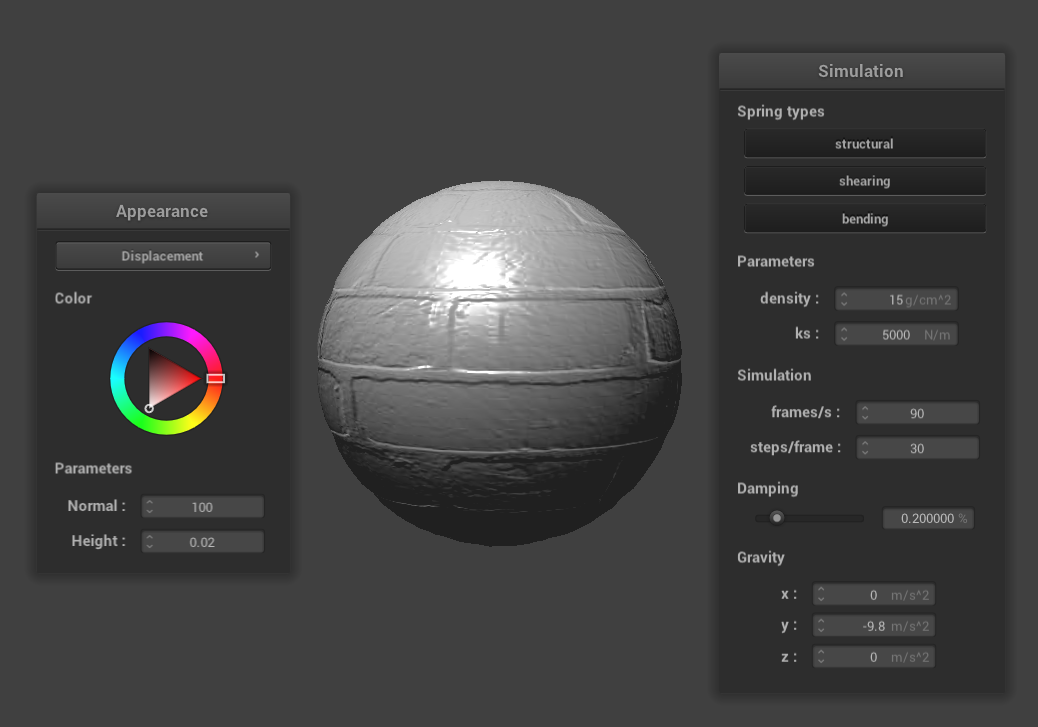 Appearance
Displacement ›
Color
Parameters
Normal : 100
Height : 0.02
Simulation
Spring types
structural
shearing
bending
Parameters
density : 15 g/cm^2
ks : 5000 N/m
Simulation
frames/s : 90
steps/frame : 30
Damping
0.200000 %
Gravity
x : 0 m/s^2
y : -9.8 m/s^2
z : 0 m/s^2